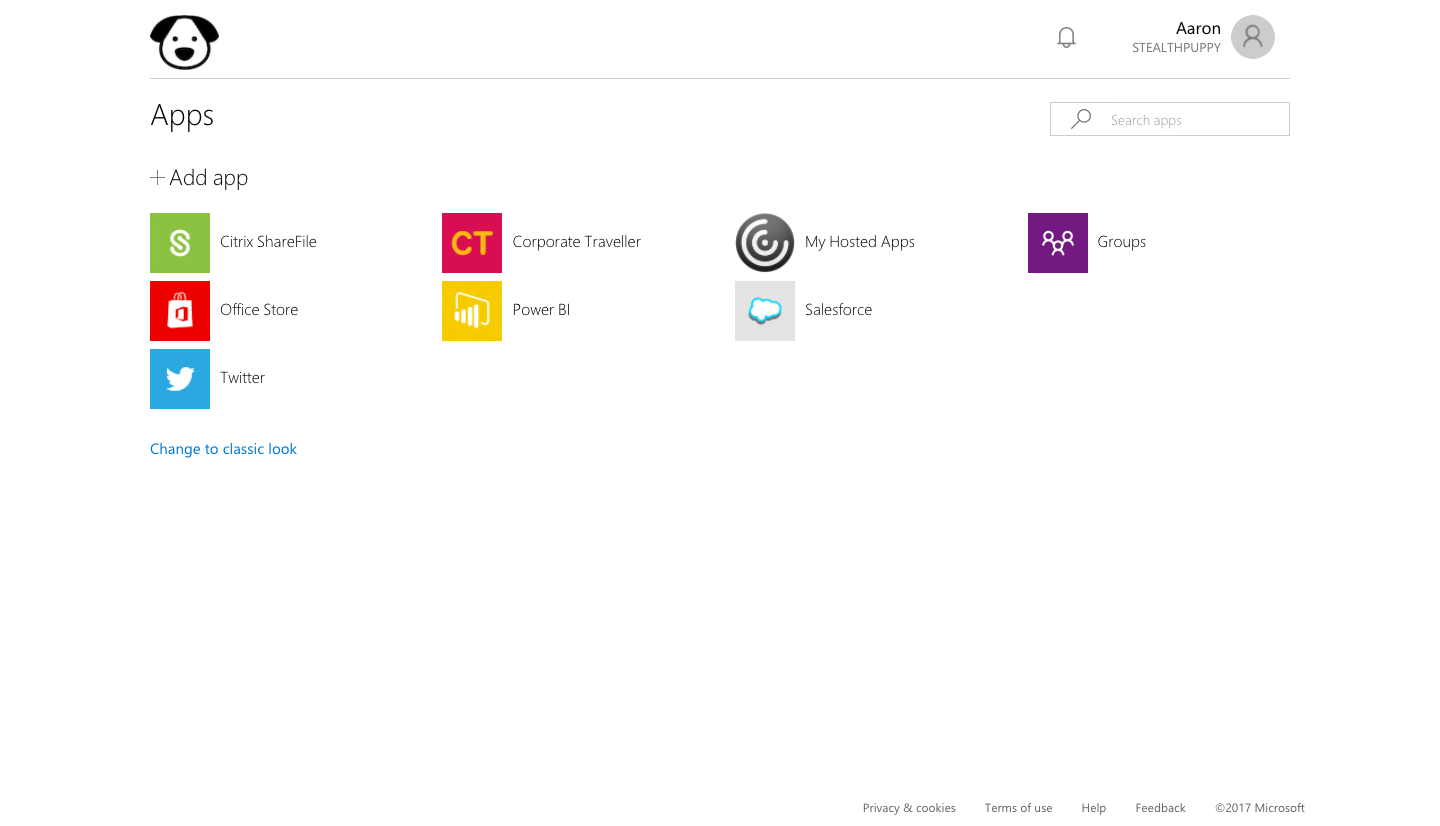 Aaron
STEALTHPUPPY
Apps
Search apps
Add app
Citrix ShareFile
CT
Corporate Traveller
My Hosted Apps
Groups
Office Store
Power BI
Salesforce
Twitter
Change to classic look
Privacy & cookies
Terms of use
Help
Feedback
©2017 Microsoft